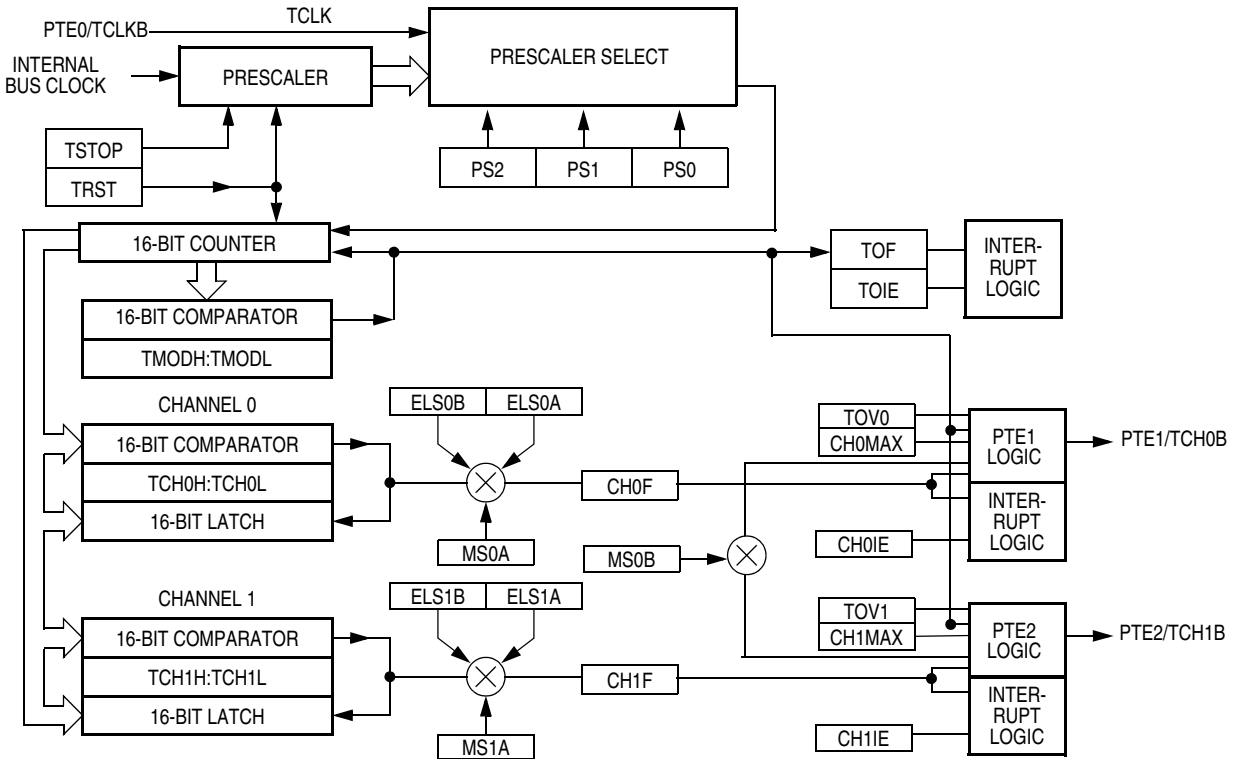 TCLK
PTE0/TCLKB
PRESCALER SELECT
INTERNAL
BUS CLOCK
PRESCALER
TSTOP
TRST
PS2
PS1
PS0
16-BIT COUNTER
TOF
TOIE
INTER-
RUPT
LOGIC
16-BIT COMPARATOR
TMODH:TMODL
CHANNEL 0
ELS0B
ELS0A
16-BIT COMPARATOR
TCH0H:TCH0L
16-BIT LATCH
MS0A
CH0F
TOV0
CH0MAX
PTE1
LOGIC
PTE1/TCH0B
INTER-
RUPT
LOGIC
CH0IE
MS0B
CHANNEL 1
ELS1B
ELS1A
16-BIT COMPARATOR
TCH1H:TCH1L
16-BIT LATCH
MS1A
CH1F
TOV1
CH1MAX
PTE2
LOGIC
PTE2/TCH1B
INTER-
RUPT
LOGIC
CH1IE